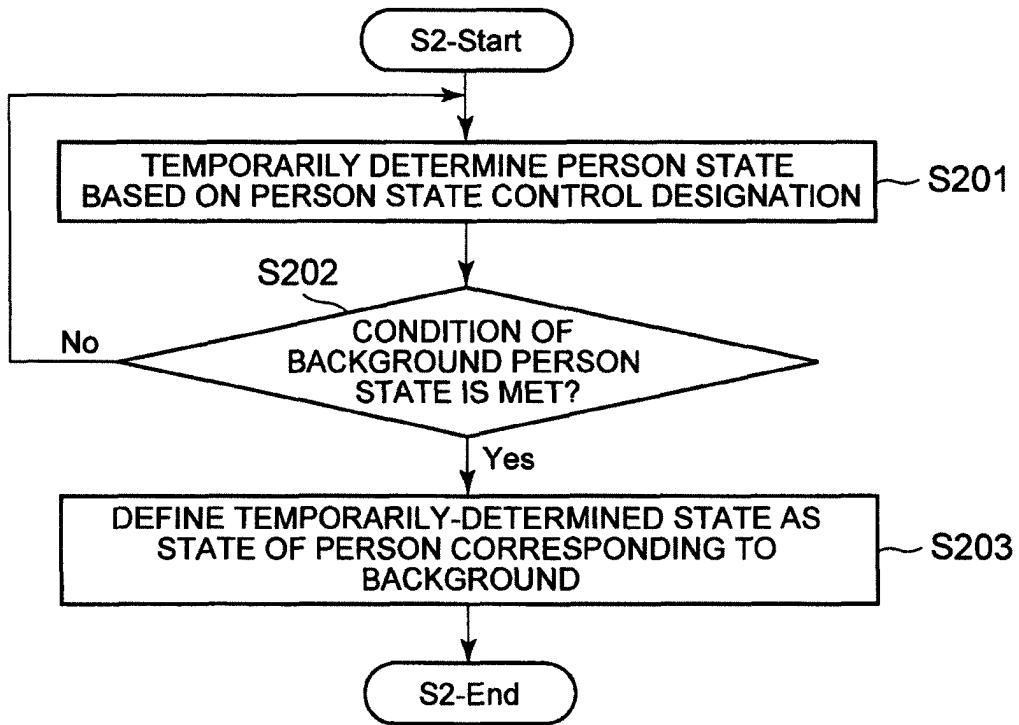 S2-Start
TEMPORARILY DETERMINE PERSON STATE
BASED ON PERSON STATE CONTROL DESIGNATION
S201
S202
CONDITION OF
BACKGROUND PERSON
STATE IS MET?
No
Yes
DEFINE TEMPORARILY-DETERMINED STATE AS
STATE OF PERSON CORRESPONDING TO
BACKGROUND
S203
S2-End